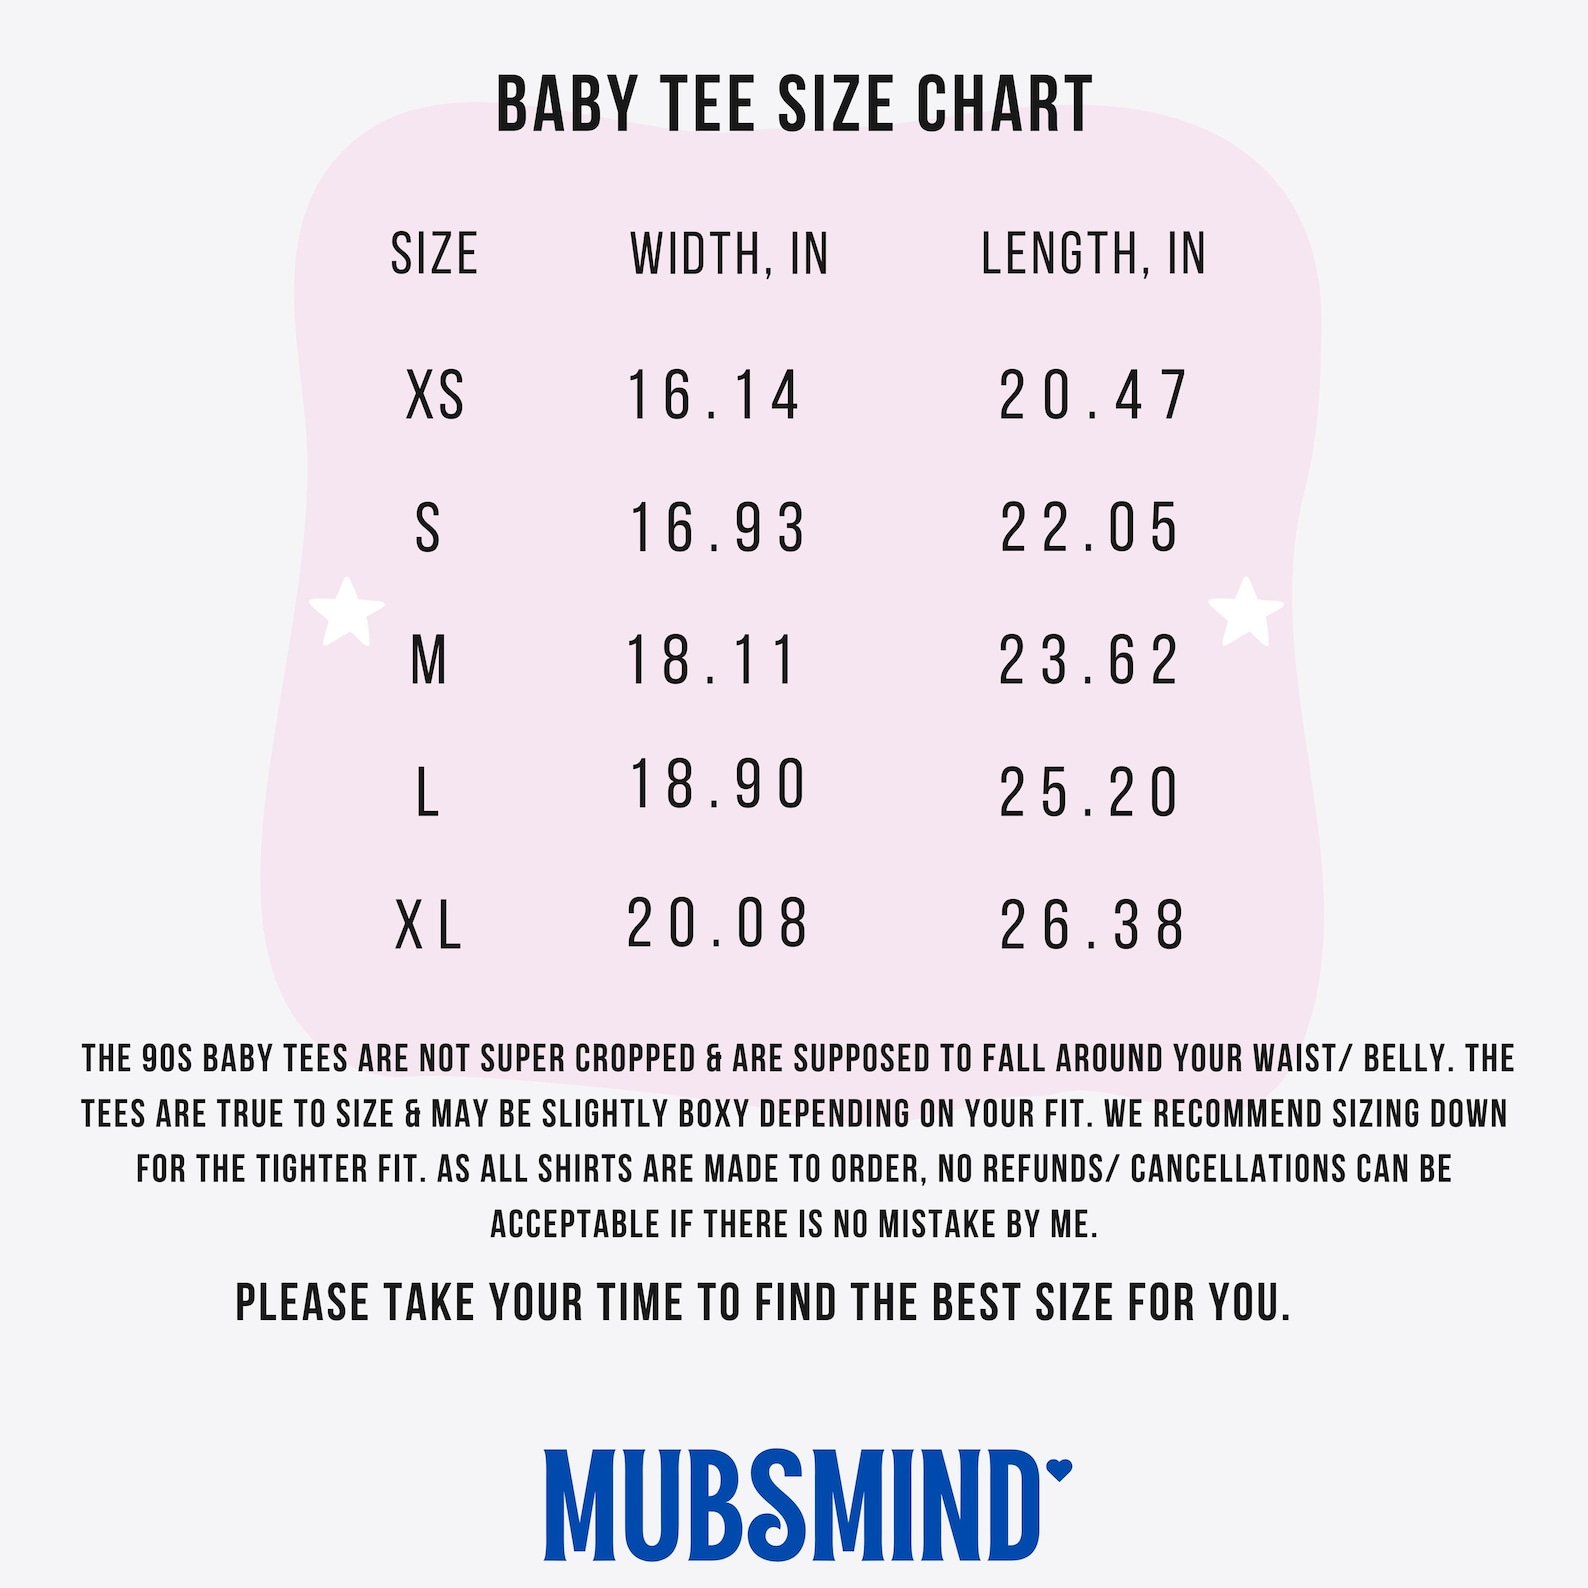 BABY TEE SIZE CHART
SIZE WIDTH, IN LENGTH, IN
XS 16.14 20.47
S 16.93 22.05
M 18.11 23.62
L 18.90 25.20
XL 20.08 26.38
THE 90S BABY TEES ARE NOT SUPER CROPPED & ARE SUPPOSED TO FALL AROUND YOUR WAIST/ BELLY. THE
TEES ARE TRUE TO SIZE & MAY BE SLIGHTLY BOXY DEPENDING ON YOUR FIT. WE RECOMMEND SIZING DOWN
FOR THE TIGHTER FIT. AS ALL SHIRTS ARE MADE TO ORDER, NO REFUNDS/ CANCELLATIONS CAN BE
ACCEPTABLE IF THERE IS NO MISTAKE BY ME.
PLEASE TAKE YOUR TIME TO FIND THE BEST SIZE FOR YOU.
MUBSMIND